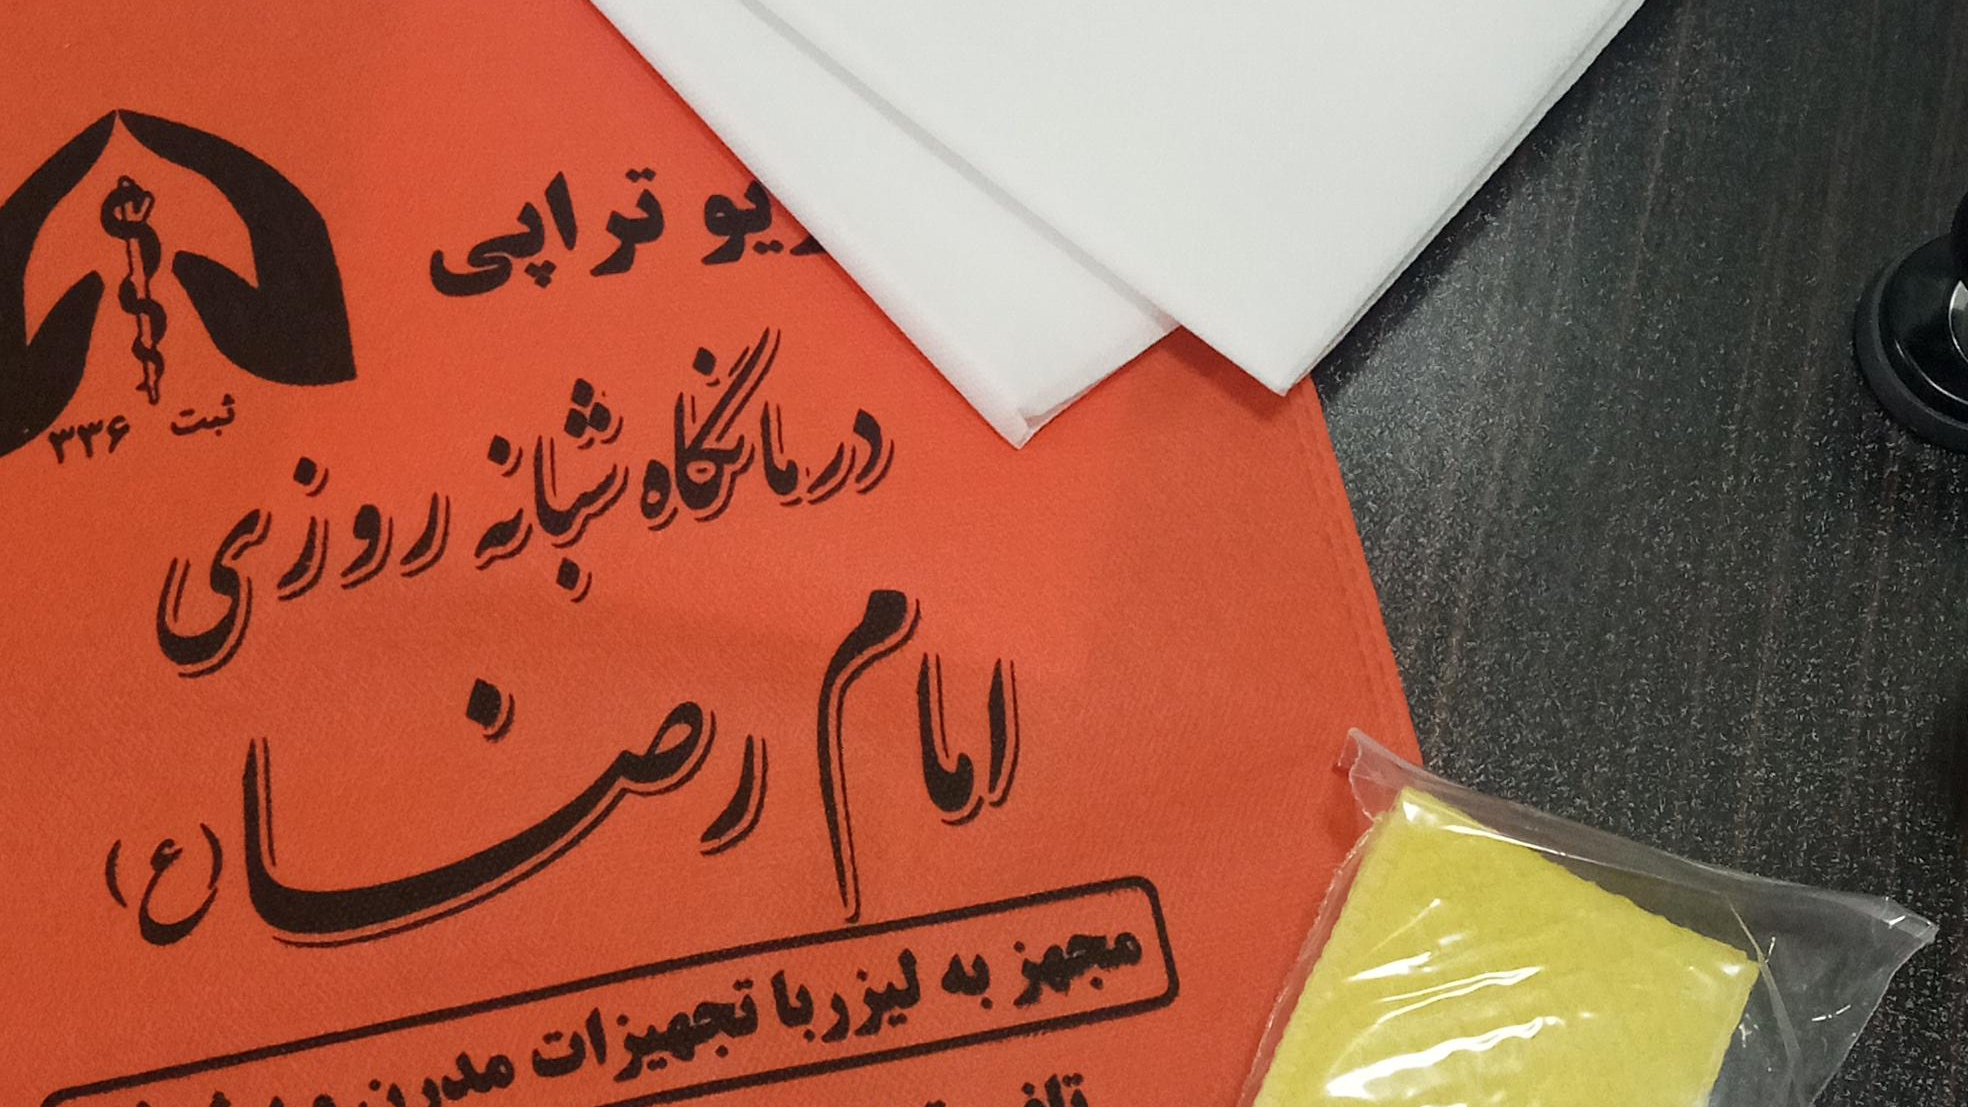 تراپی
ثبت ۳۳۶
درمانگاه شبانه روزی
امام رضا (ع)
مجهز به لیزر با تجهیزات مدرن و